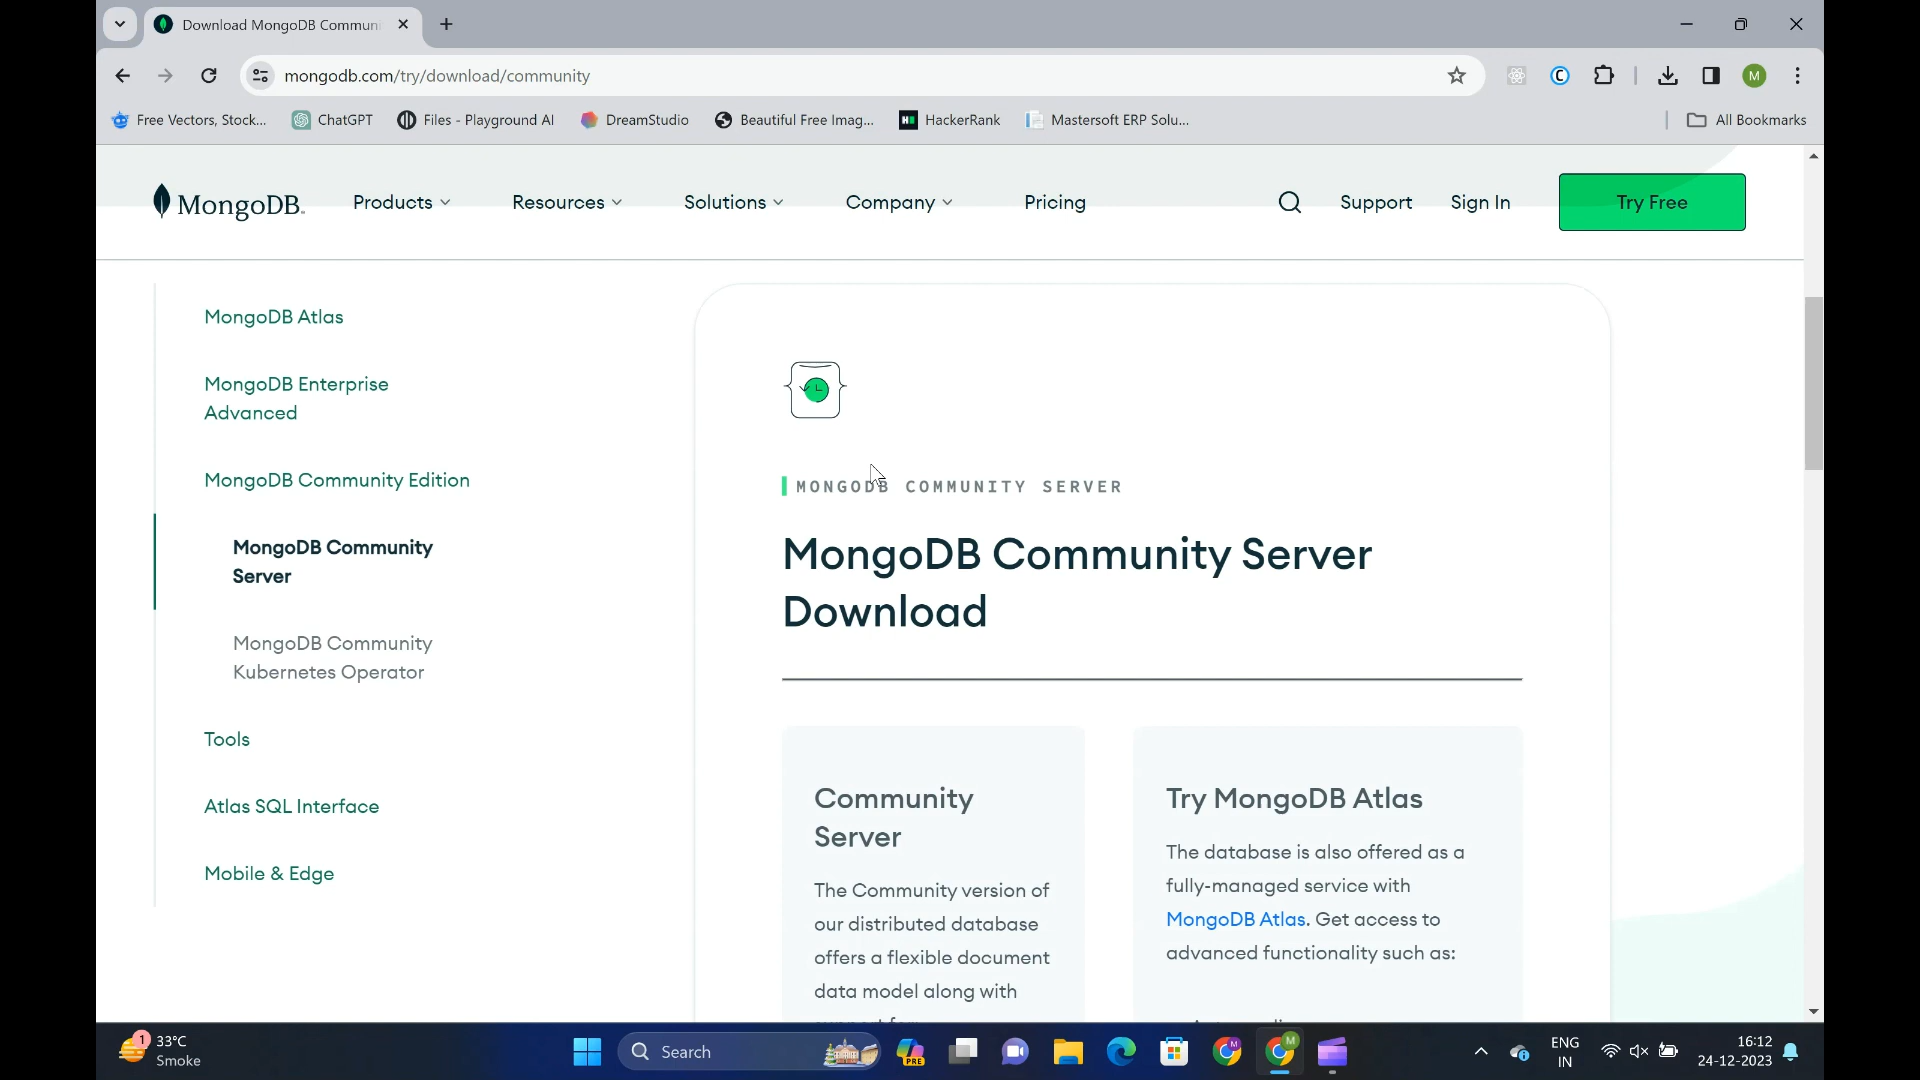 Download MongoDB Commun
mongodb.com/try/download/community
M
Free Vectors, Stock...
ChatGPT
Files - Playground AI
DreamStudio
Beautiful Free Imag...
HackerRank
Mastersoft ERP Solu...
All Bookmarks
MongoDB.
Products
Resources
Solutions
Company
Pricing
Support
Sign In
Try Free
MongoDB Atlas
MongoDB Enterprise
Advanced
MongoDB Community Edition
MongoDB Community
Server
MongoDB Community
Kubernetes Operator
Tools
Atlas SQL Interface
Mobile & Edge
MONGODB COMMUNITY SERVER
MongoDB Community Server
Download
Community
Server
The Community version of
our distributed database
offers a flexible document
data model along with
Try MongoDB Atlas
The database is also offered as a
fully-managed service with
MongoDB Atlas. Get access to
advanced functionality such as:
1
33°C
Smoke
Search
PRE
M
M
ENG
IN
16:12
24-12-2023